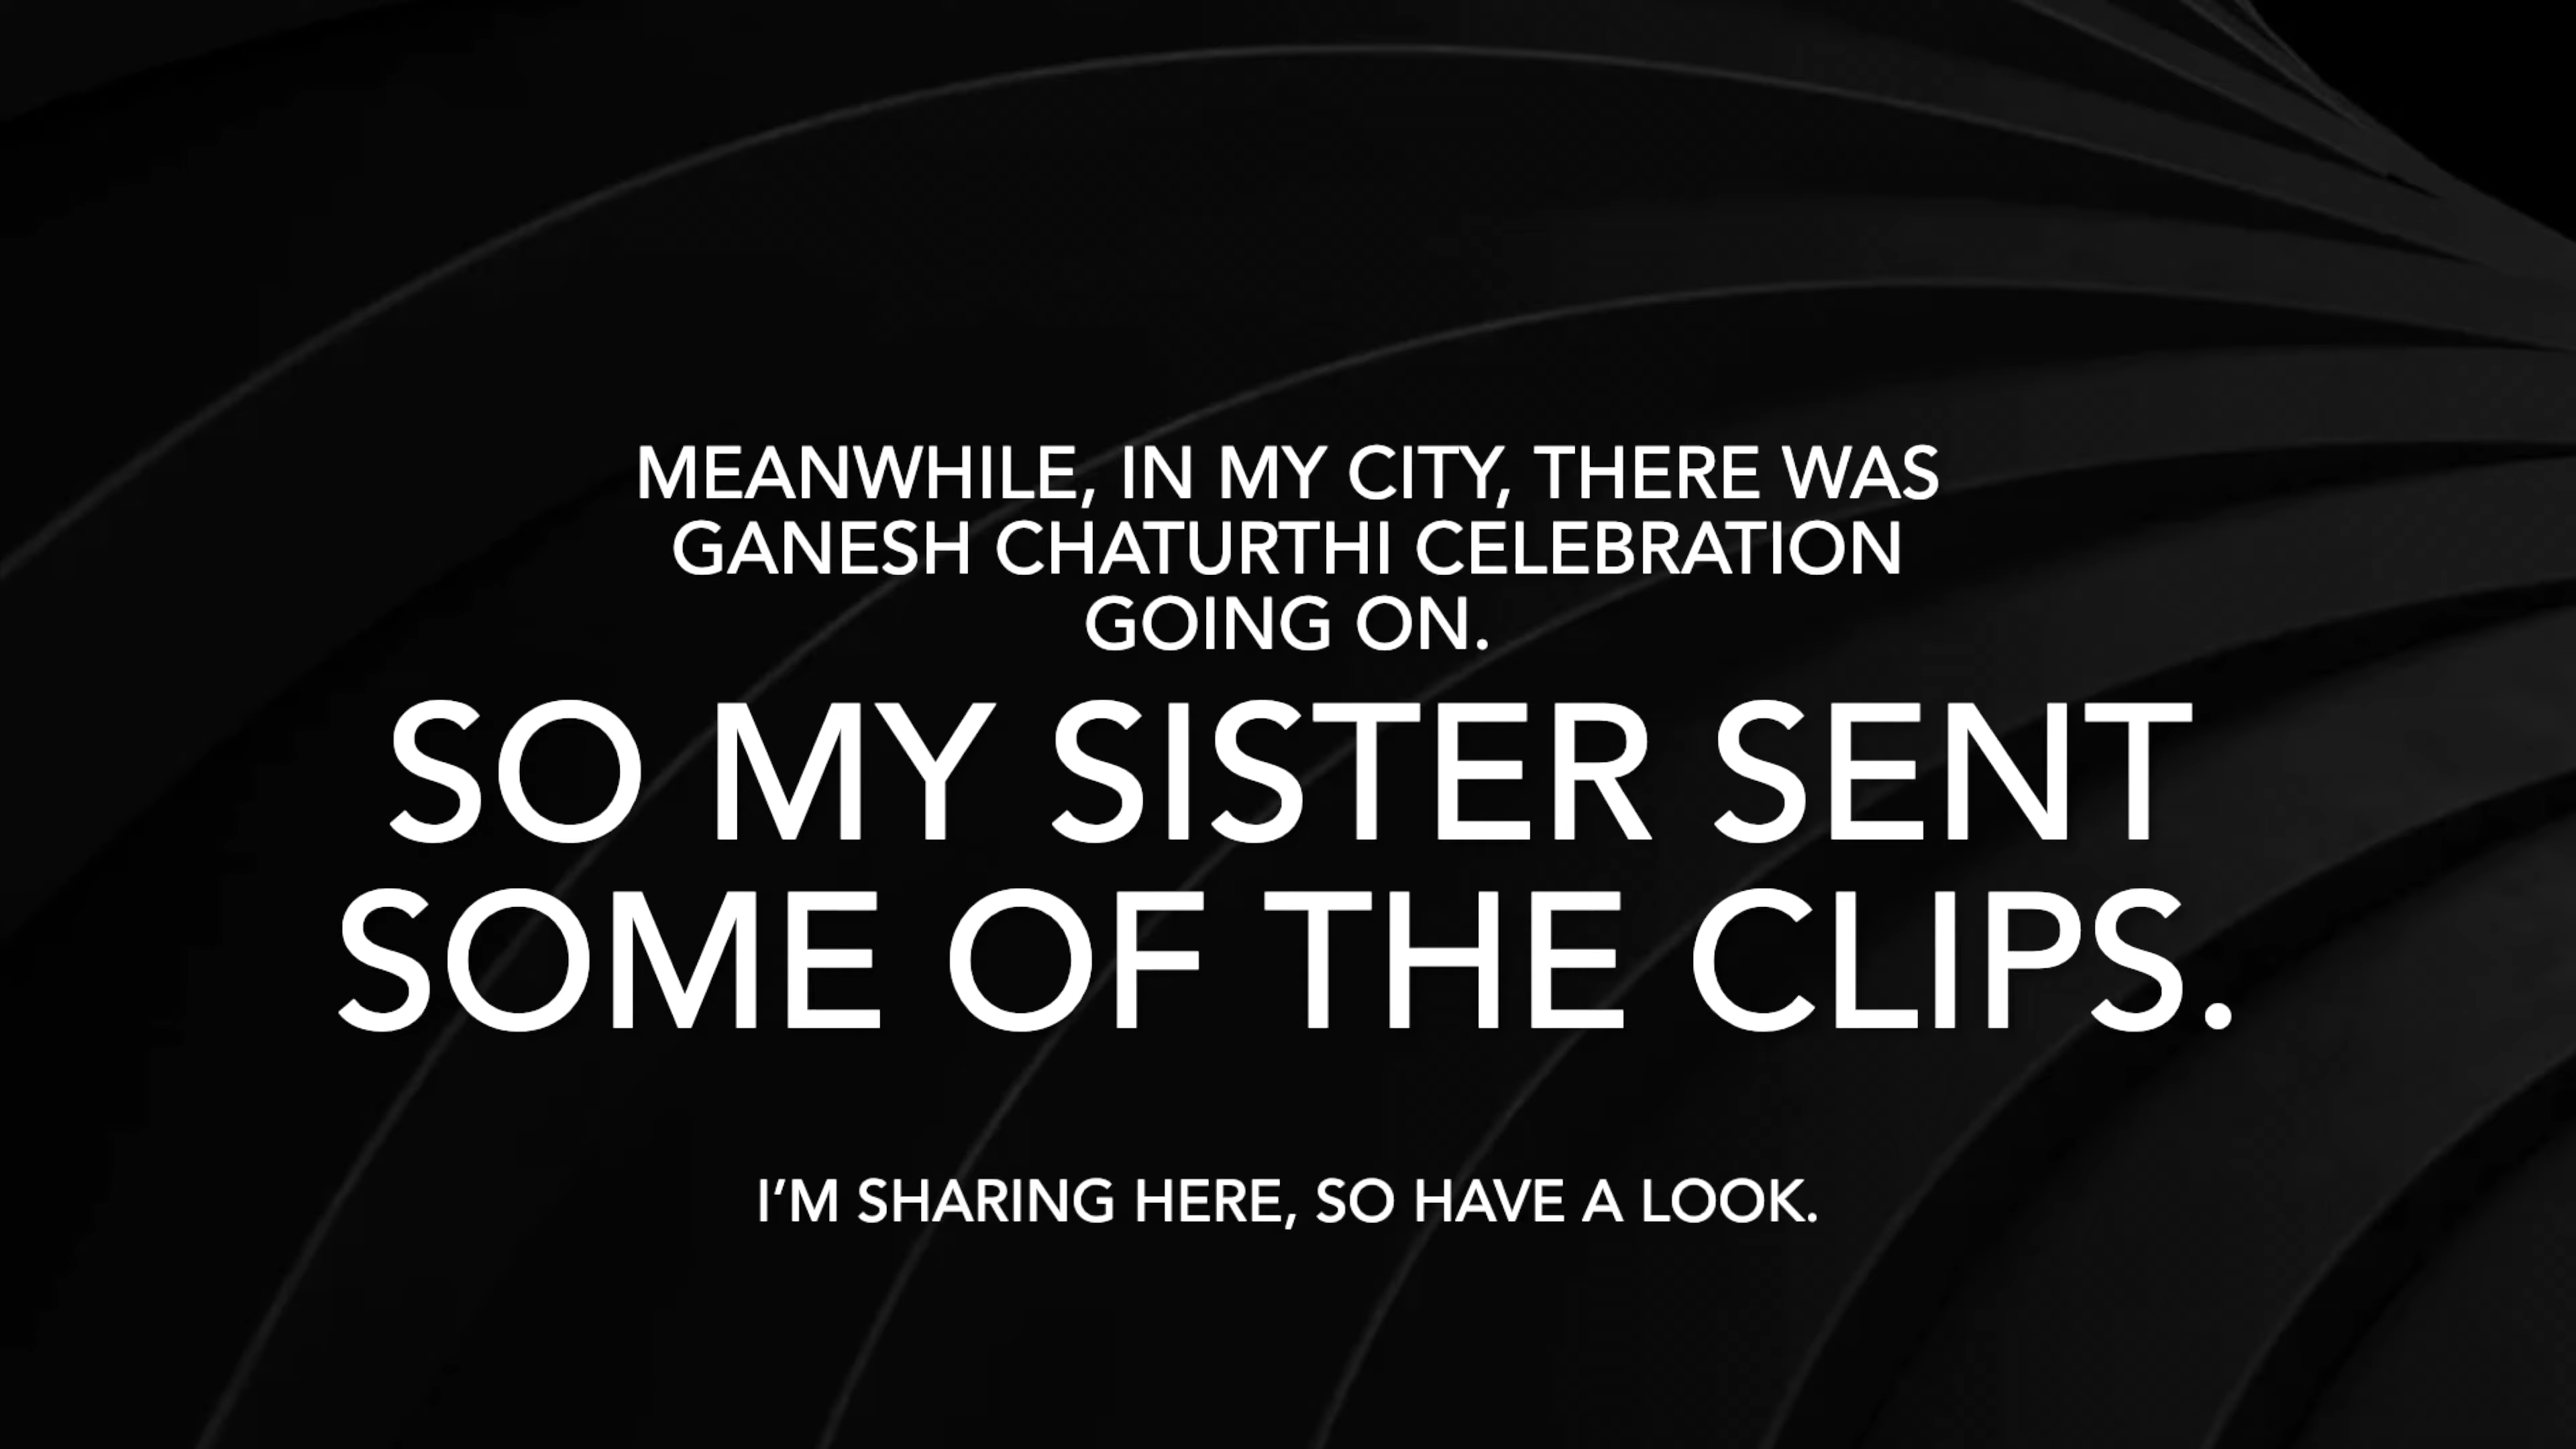 MEANWHILE, IN MY CITY, THERE WAS
GANESH CHATURTHI CELEBRATION
GOING ON.
SO MY SISTER SENT
SOME OF THE CLIPS.
I’M SHARING HERE, SO HAVE A LOOK.